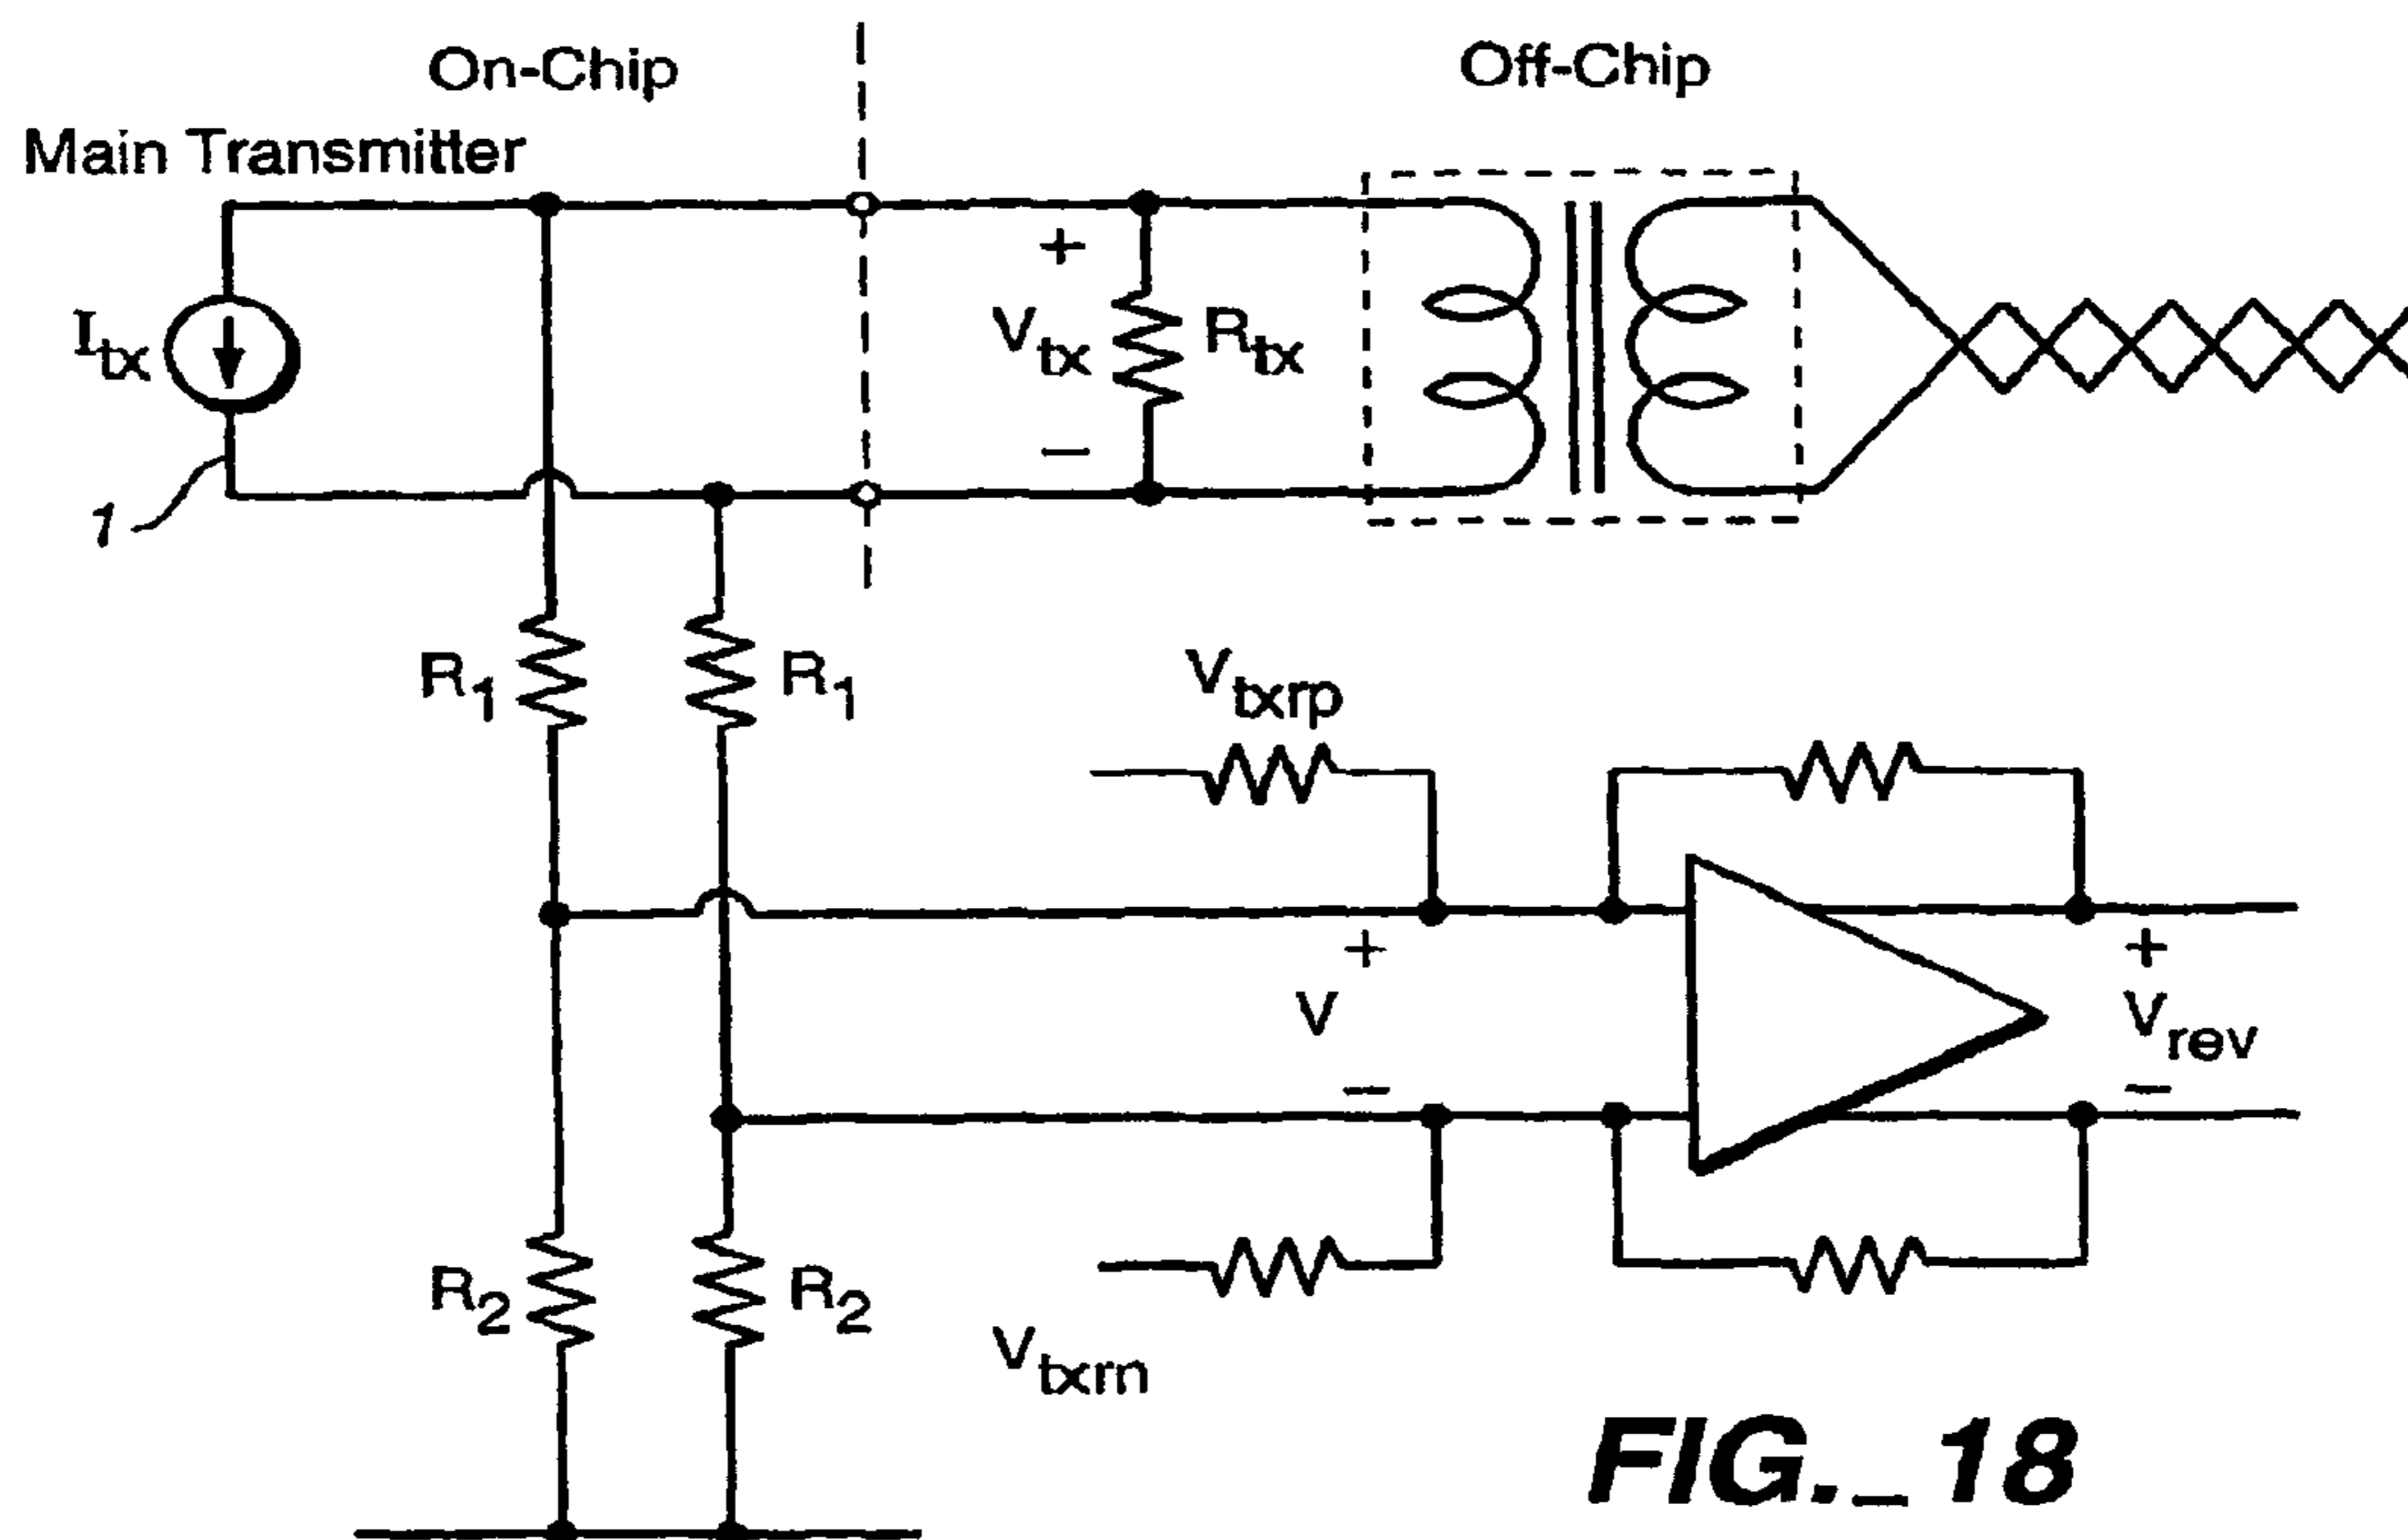 On-Chip
Off-Chip
Main Transmitter
Itx
+
Vtx
Rtx
−
1
R1
R1
Vtxrp
+
V
−
+
Vrev
−
R2
R2
Vtxrn
FIG._18